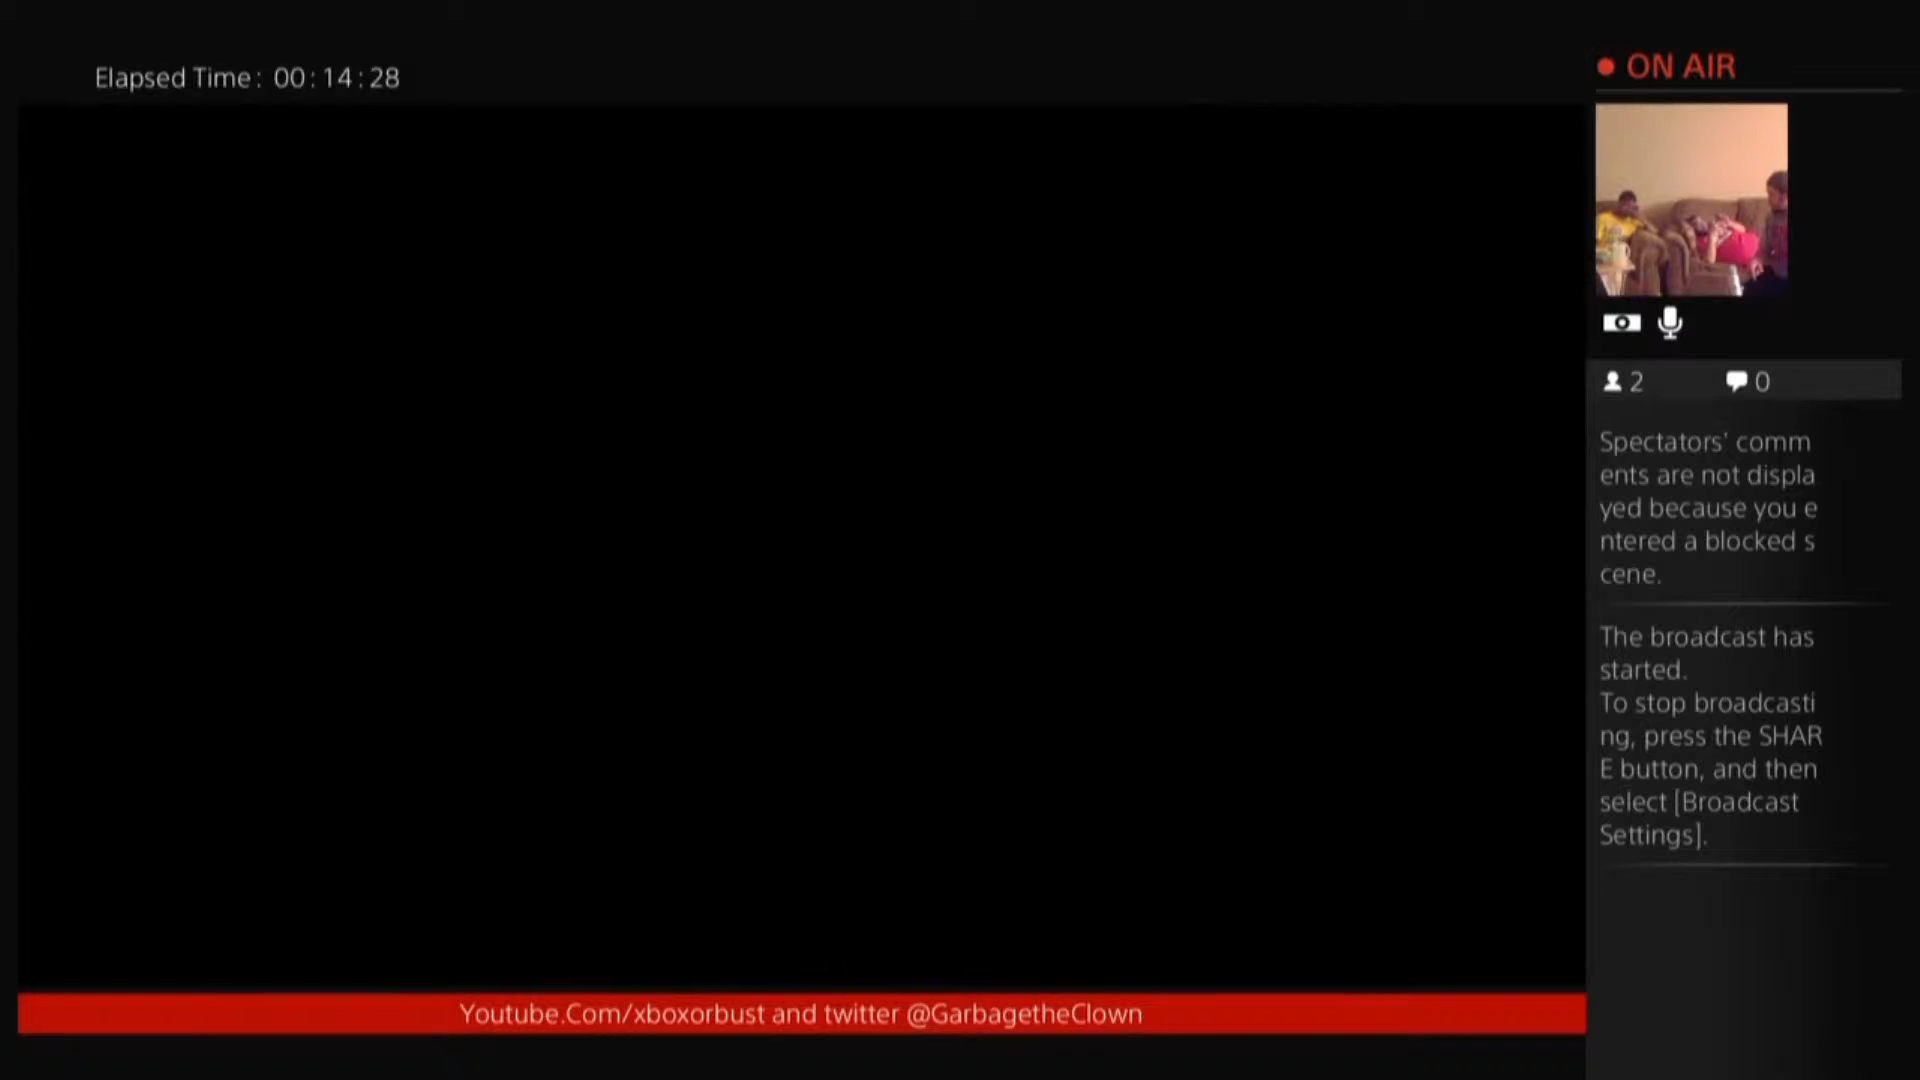 Elapsed Time: 00:14:28
ON AIR
2 0
Spectators' comm
ents are not displa
yed because you e
ntered a blocked s
cene.
The broadcast has
started.
To stop broadcasti
ng, press the SHAR
E button, and then
select [Broadcast
Settings].
Youtube.Com/xboxorbust and twitter @GarbagetheClown